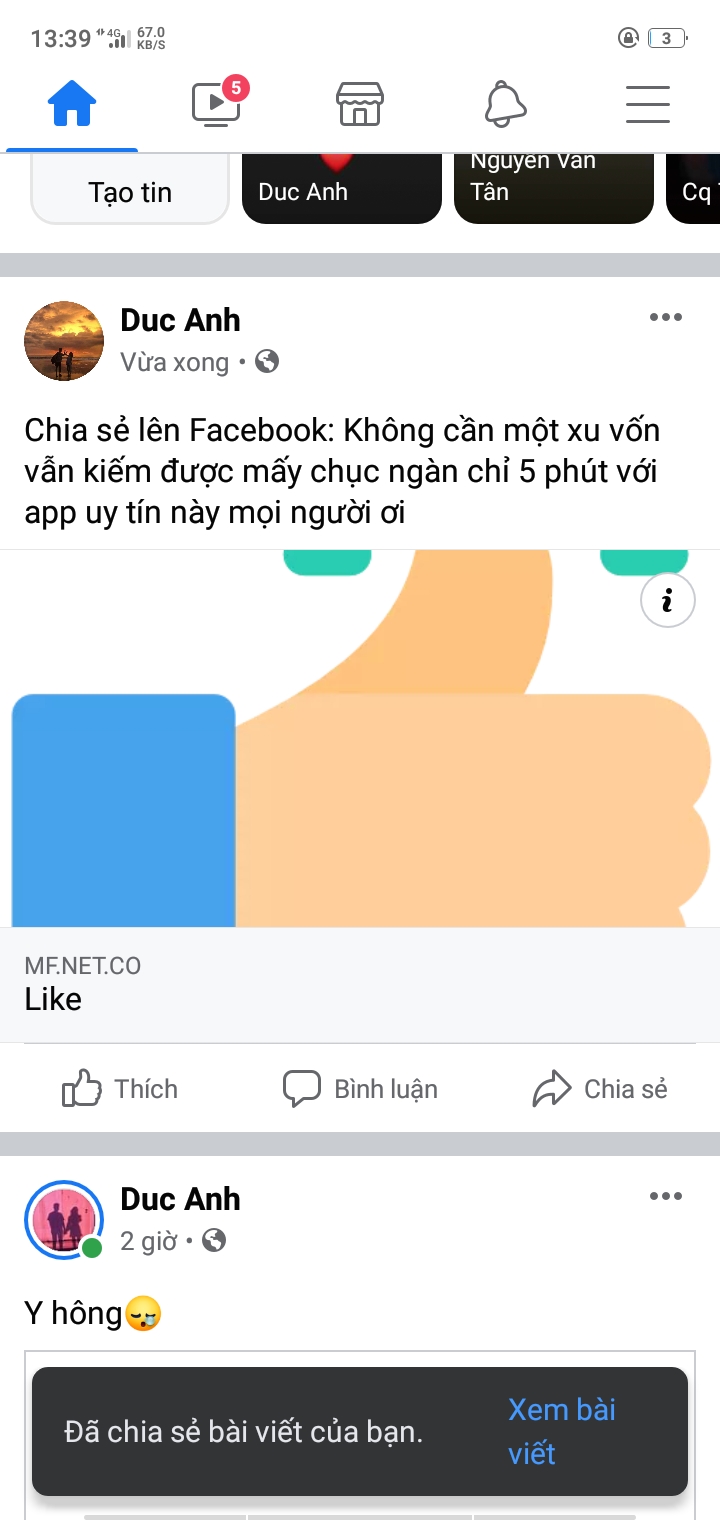 13:39 4G 67.0 KB/S 3
5
Tạo tin
Duc Anh
Nguyễn Văn
Tân
Cq
Duc Anh
Vừa xong
Chia sẻ lên Facebook: Không cần một xu vốn
vẫn kiếm được mấy chục ngàn chỉ 5 phút với
app uy tín này mọi người ơi
i
MF.NET.CO
Like
Thích Bình luận Chia sẻ
Duc Anh
2 giờ
Y hông
Đã chia sẻ bài viết của bạn.
Xem bài
viết